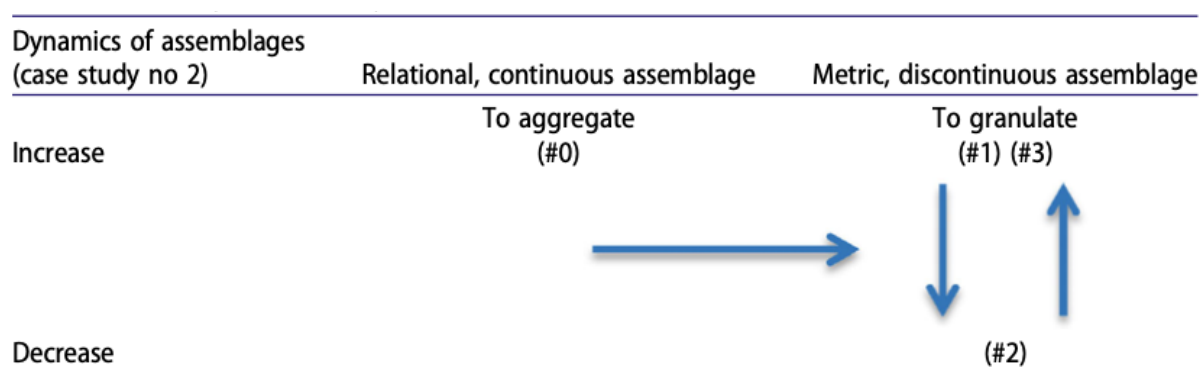 Dynamics of assemblages
(case study no 2) Relational, continuous assemblage Metric, discontinuous assemblage
To aggregate To granulate
Increase (#0) (#1) (#3)
Decrease (#2)